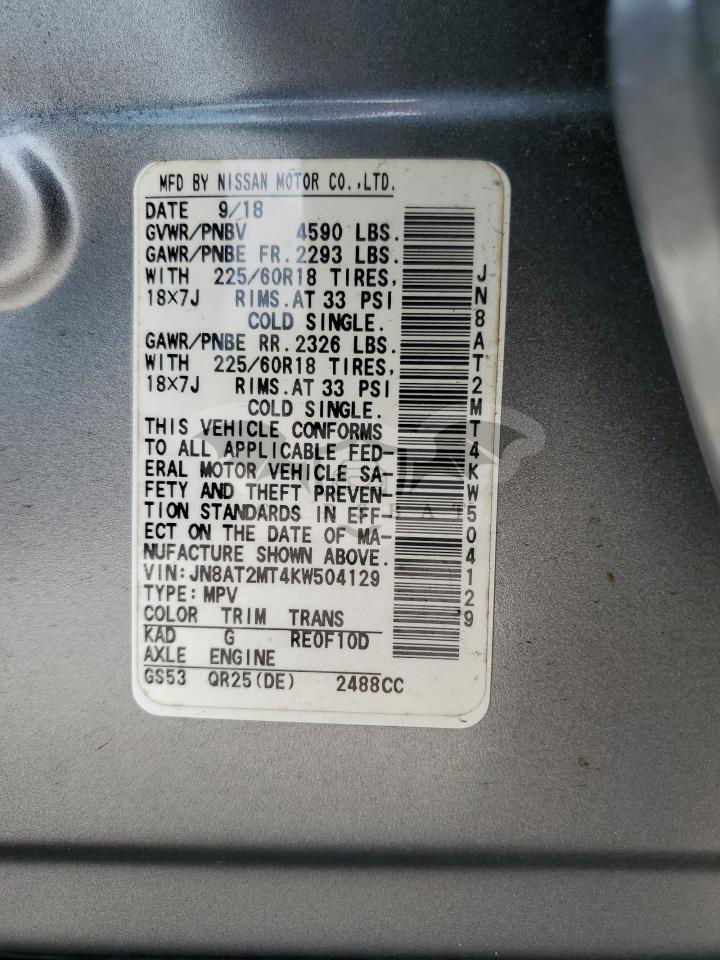 MFD BY NISSAN MOTOR CO.,LTD.
DATE 9/18
GVWR/PNBV 4590 LBS.
GAWR/PNBE FR. 2293 LBS.
WITH 225/60R18 TIRES,
18×7J RIMS. AT 33 PSI
COLD SINGLE.
GAWR/PNBE RR. 2326 LBS.
WITH 225/60R18 TIRES,
18×7J RIMS. AT 33 PSI
COLD SINGLE.
THIS VEHICLE CONFORMS
TO ALL APPLICABLE FED-
ERAL MOTOR VEHICLE SA-
FETY AND THEFT PREVEN-
TION STANDARDS IN EFF-
ECT ON THE DATE OF MA-
NUFACTURE SHOWN ABOVE.
VIN: JN8AT2MT4KW504129
TYPE: MPV
COLOR TRIM TRANS
KAD G RE0F10D
AXLE ENGINE
GS53 QR25(DE) 2488CC
JN8AT2MT4KW504129